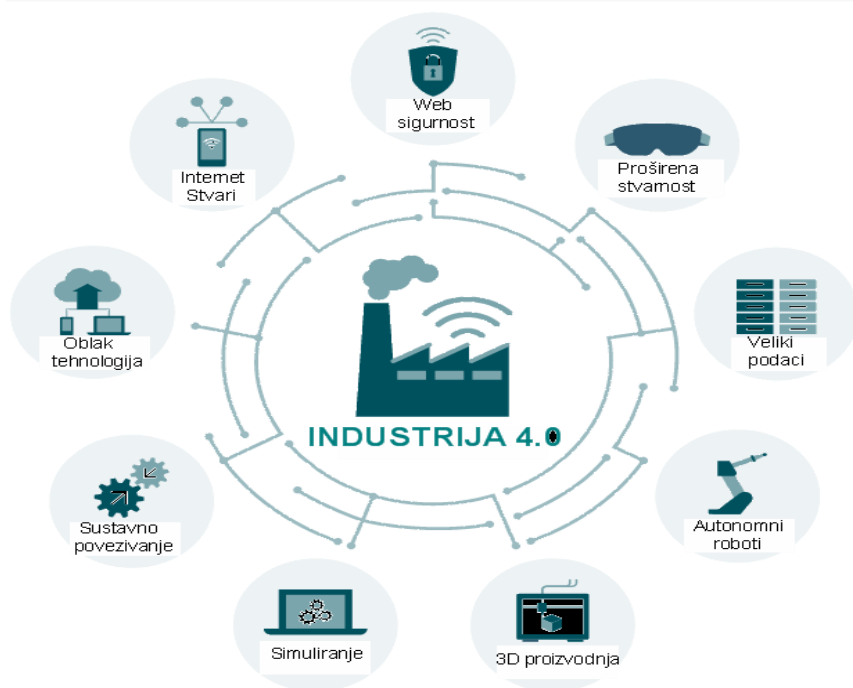 Web
sigurnost
Proširena
stvarnost
Internet
Stvari
Veliki
podaci
Oblak
tehnologija
INDUSTRIJA 4.0
Autonomni
roboti
Sustavno
povezivanje
Simuliranje
3D proizvodnja